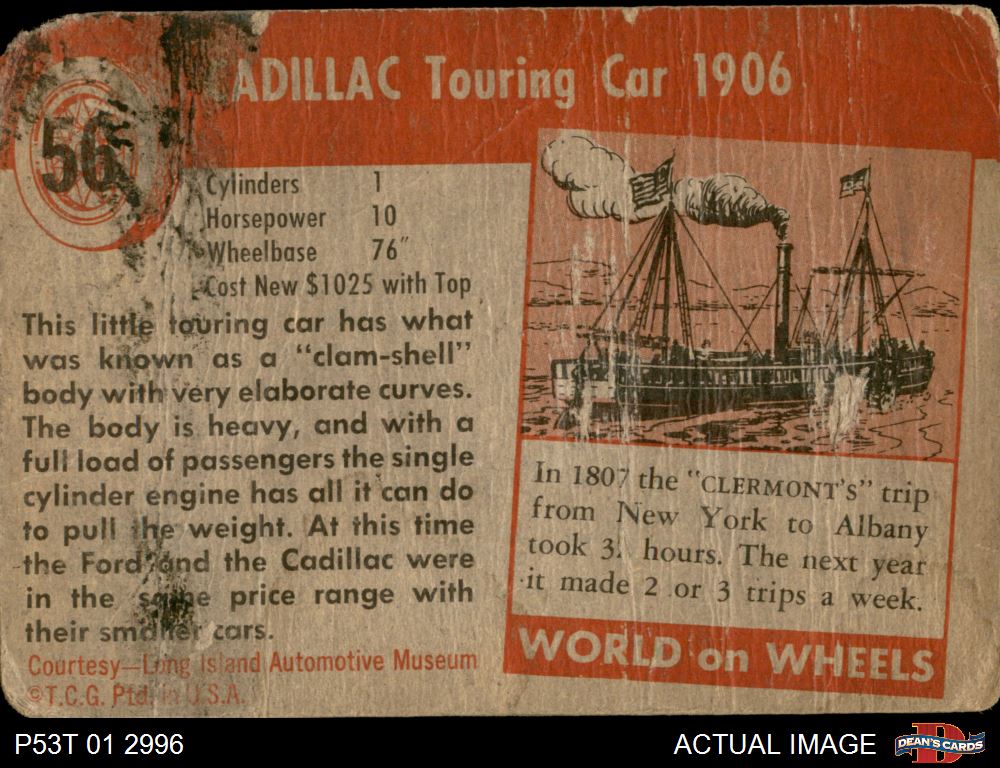 56
ADILLAC Touring Car 1906
Cylinders 1
Horsepower 10
Wheelbase 76"
Cost New $1025 with Top
This little touring car has what
was known as a "clam-shell"
body with very elaborate curves.
The body is heavy, and with a
full load of passengers the single
cylinder engine has all it can do
to pull the weight. At this time
the Ford and the Cadillac were
in the same price range with
their smaller cars.
Courtesy—Long Island Automotive Museum
©T.C.G. Ptd. in U.S.A.
In 1807 the "CLERMONT'S" trip
from New York to Albany
took hours. The next year
it made 2 or 3 trips a week.
WORLD on WHEELS
P53T 01 2996
ACTUAL IMAGE
D
DEAN'S CARDS